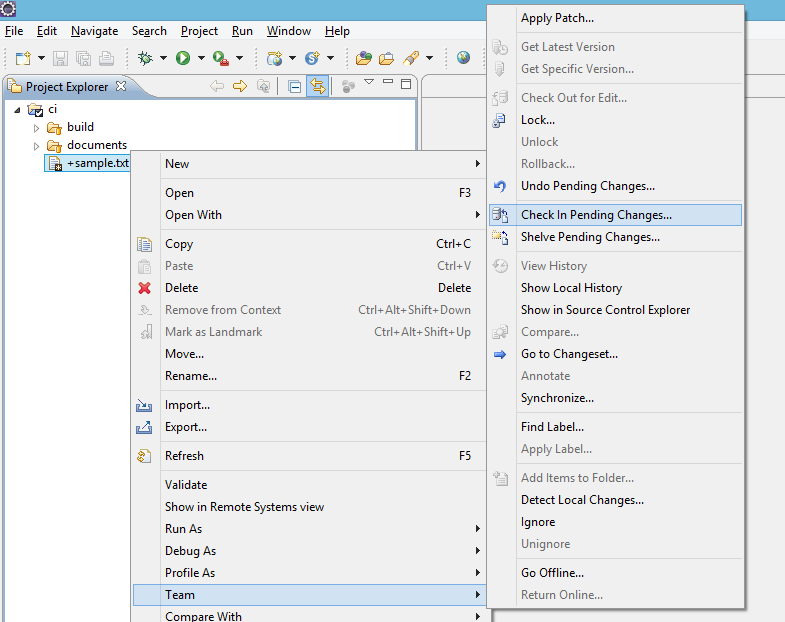 File Edit Navigate Search Project Run Window Help
Project Explorer
ci
build
documents
+sample.txt
New
Open F3
Open With
Copy Ctrl+C
Paste Ctrl+V
Delete Delete
Remove from Context Ctrl+Alt+Shift+Down
Mark as Landmark Ctrl+Alt+Shift+Up
Move...
Rename... F2
Import...
Export...
Refresh F5
Validate
Show in Remote Systems view
Run As
Debug As
Profile As
Team
Compare With
Apply Patch...
Get Latest Version
Get Specific Version...
Check Out for Edit...
Lock...
Unlock
Rollback...
Undo Pending Changes...
Check In Pending Changes...
Shelve Pending Changes...
View History
Show Local History
Show in Source Control Explorer
Compare...
Go to Changeset...
Annotate
Synchronize...
Find Label...
Apply Label...
Add Items to Folder...
Detect Local Changes...
Ignore
Unignore
Go Offline...
Return Online...